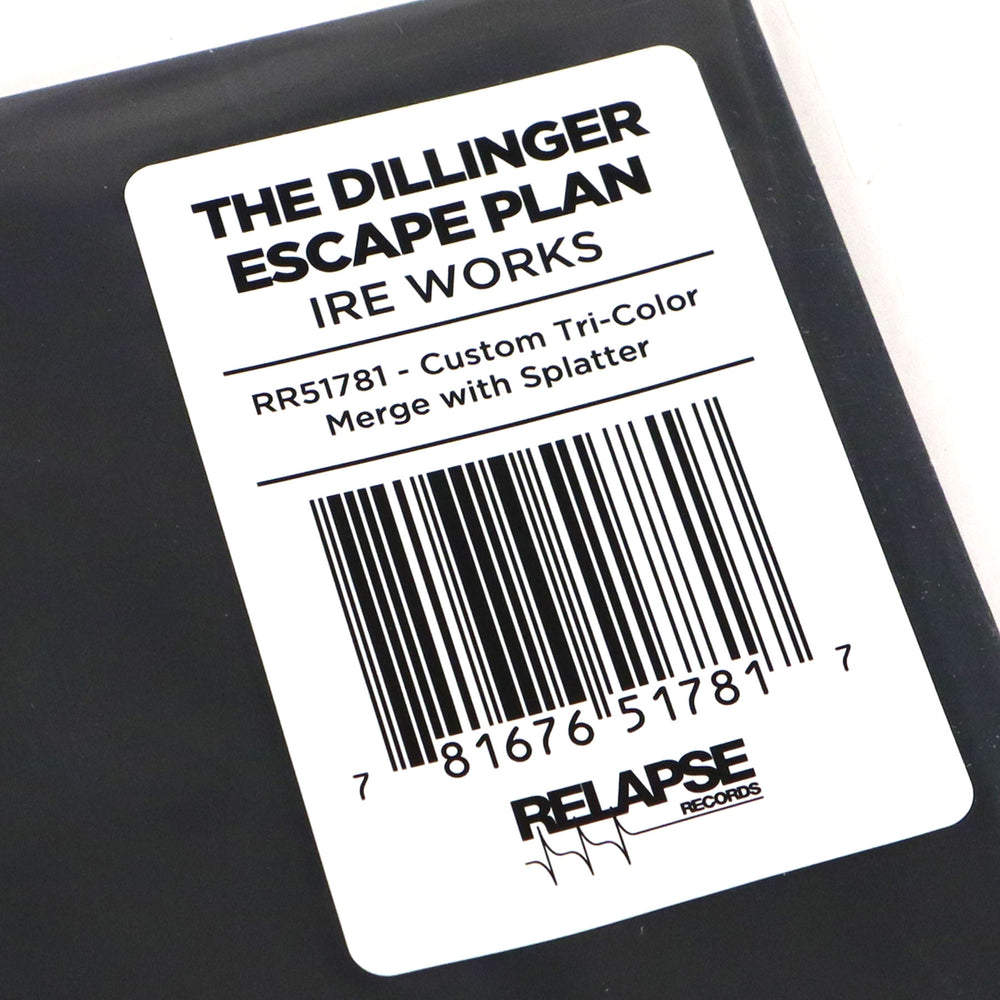 THE DILLINGER
ESCAPE PLAN
IRE WORKS
RR51781 - Custom Tri-Color
Merge with Splatter
7 81676 51781 7
RELAPSE
RECORDS